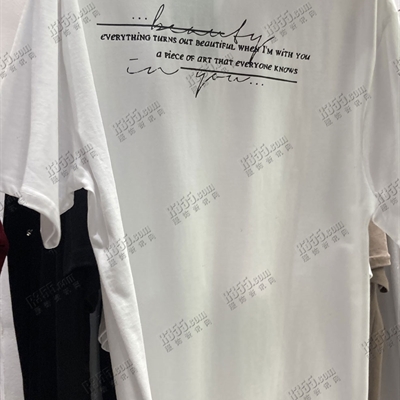 ...beauty
EVERYTHING TURNS OUT BEAUTIFUL WHEN I'M WITH YOU
A PIECE OF ART THAT EVERYONE KNOWS
in you...